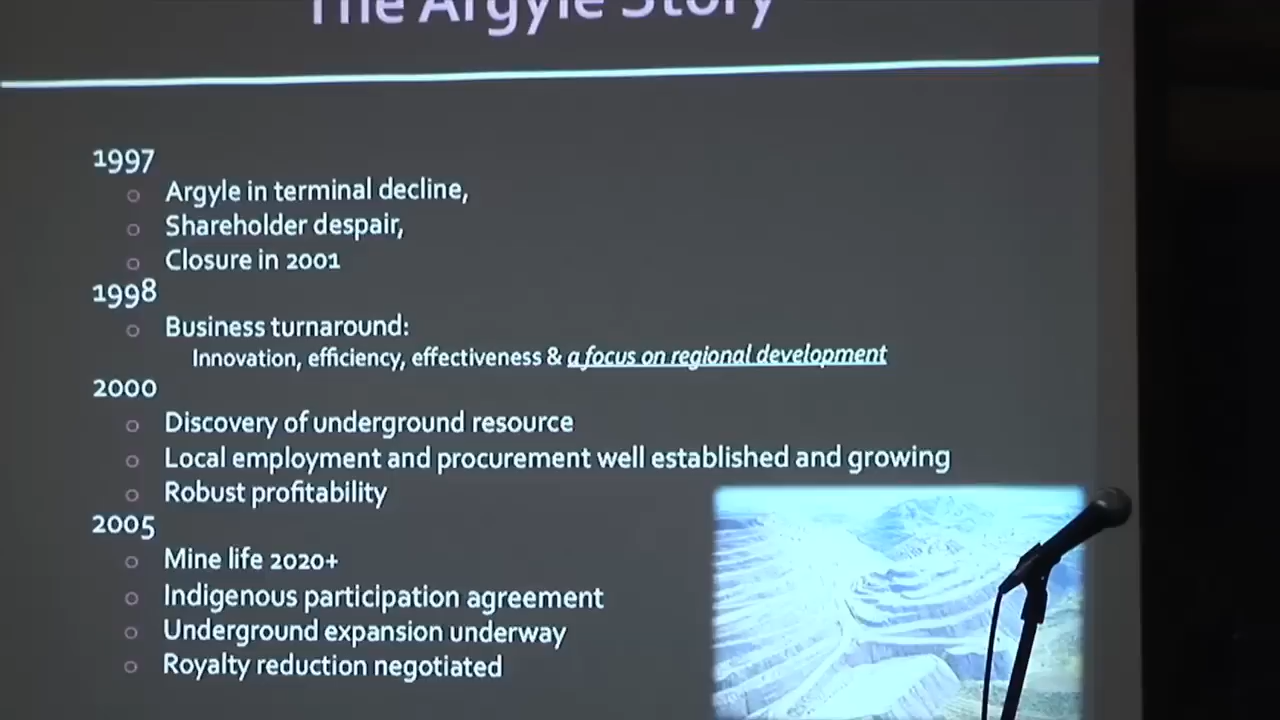 The Argyle Story
1997
Argyle in terminal decline,
Shareholder despair,
Closure in 2001
1998
Business turnaround:
Innovation, efficiency, effectiveness & a focus on regional development
2000
Discovery of underground resource
Local employment and procurement well established and growing
Robust profitability
2005
Mine life 2020+
Indigenous participation agreement
Underground expansion underway
Royalty reduction negotiated